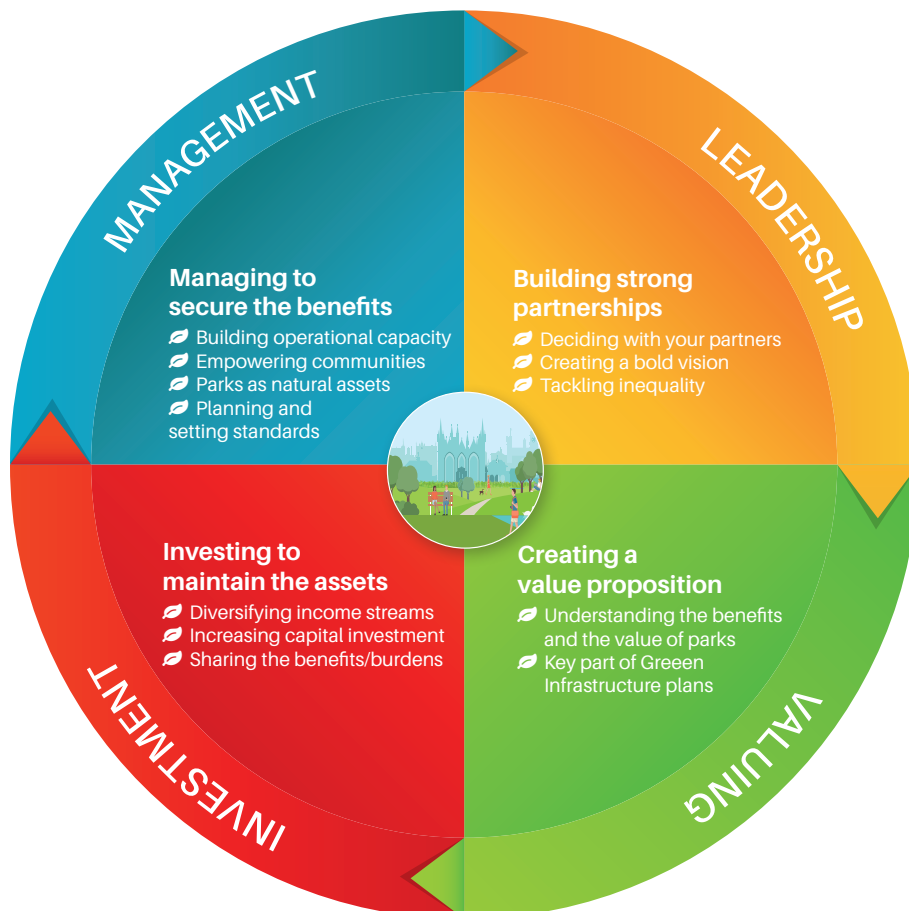 MANAGEMENT
LEADERSHIP
Managing to
secure the benefits
Building operational capacity
Empowering communities
Parks as natural assets
Planning and
setting standards
Building strong
partnerships
Deciding with your partners
Creating a bold vision
Tackling inequality
Investing to
maintain the assets
Diversifying income streams
Increasing capital investment
Sharing the benefits/burdens
Creating a
value proposition
Understanding the benefits
and the value of parks
Key part of Greeen
Infrastructure plans
INVESTMENT
VALUING